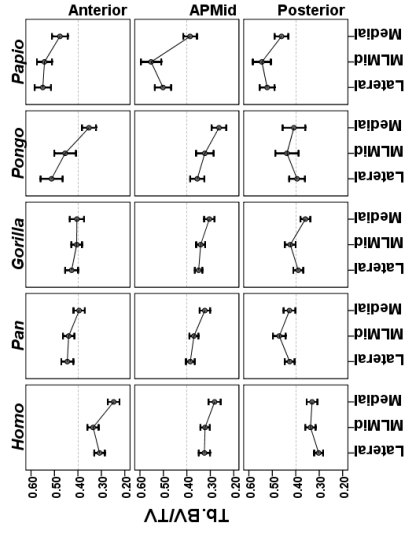 Anterior
APMid
Posterior
Papio
Medial
MLMid
Lateral
Pongo
Medial
MLMid
Lateral
Gorilla
Medial
MLMid
Lateral
Pan
Medial
MLMid
Lateral
Homo
Medial
MLMid
Lateral
0.60
0.50
0.40
0.30
0.20
0.60
0.50
0.40
0.30
0.20
0.60
0.50
0.40
0.30
0.20
Tb.BV/TV